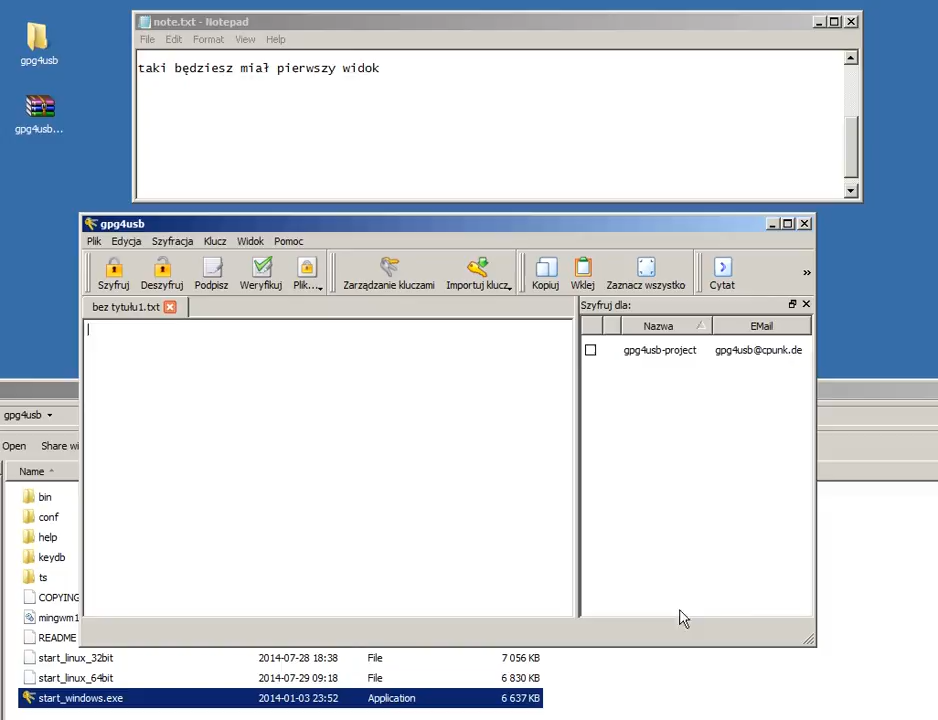 gpg4usb
gpg4usb...
note.txt - Notepad
File Edit Format View Help
taki będziesz miał pierwszy widok
gpg4usb
Plik Edycja Szyfracja Klucz Widok Pomoc
Szyfruj Deszyfruj Podpisz Weryfikuj Plik... Zarządzanie kluczami Importuj klucz Kopiuj Wklej Zaznacz wszystko Cytat »
bez tytułu1.txt
Szyfruj dla:
Nazwa EMail
gpg4usb-project gpg4usb@cpunk.de
gpg4usb
Open Share wi
Name
bin
conf
help
keydb
ts
COPYING
mingwm1
README
start_linux_32bit 2014-07-28 18:38 File 7 056 KB
start_linux_64bit 2014-07-29 09:18 File 6 830 KB
start_windows.exe 2014-01-03 23:52 Application 6 637 KB